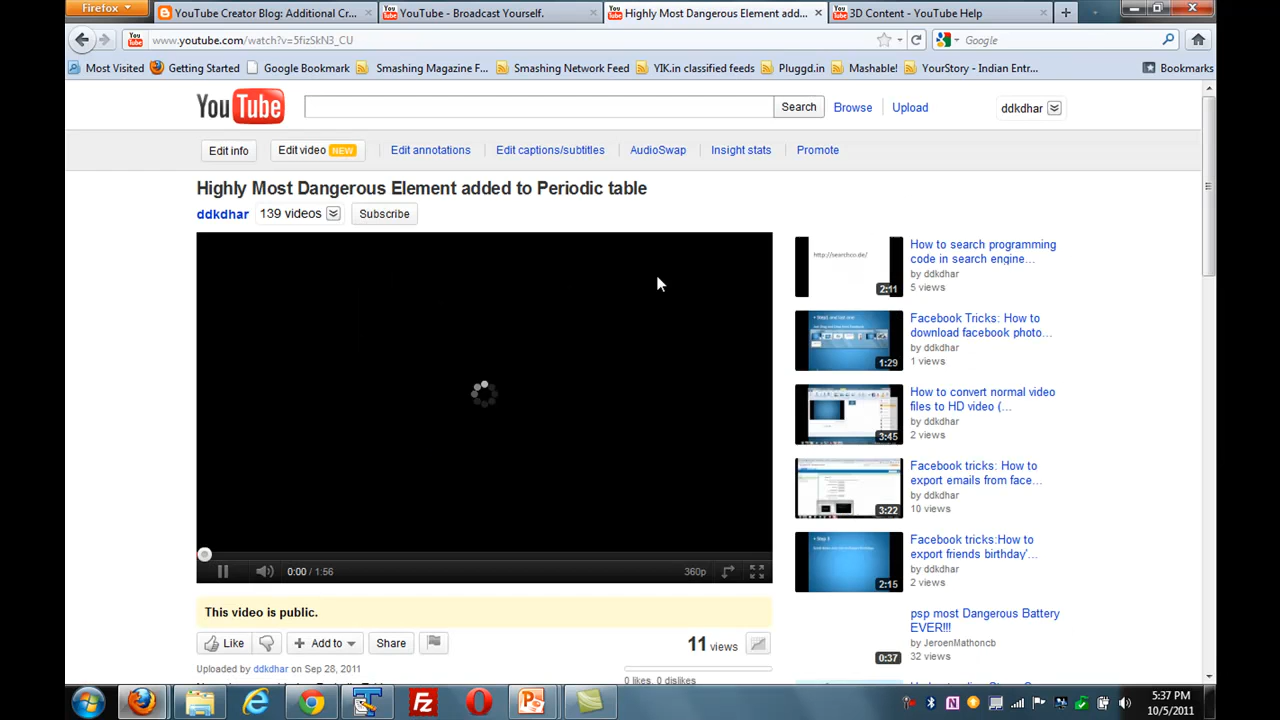 Firefox
YouTube Creator Blog: Additional Cr...
YouTube - Broadcast Yourself.
Highly Most Dangerous Element add...
3D Content - YouTube Help
www.youtube.com/watch?v=5fizSkN3_CU
Google
Most Visited
Getting Started
Google Bookmark
Smashing Magazine F...
Smashing Network Feed
YIK.in classified feeds
Pluggd.in
Mashable!
YourStory - Indian Entr...
Bookmarks
YouTube
Search
Browse
Upload
ddkdhar
Edit info
Edit video NEW
Edit annotations
Edit captions/subtitles
AudioSwap
Insight stats
Promote
Highly Most Dangerous Element added to Periodic table
ddkdhar
139 videos
Subscribe
0:00 / 1:56
360p
This video is public.
Like
Add to
Share
11 views
Uploaded by ddkdhar on Sep 28, 2011
0 likes, 0 dislikes
http://searchco.de/
2:11
How to search programming
code in search engine...
by ddkdhar
5 views
1:29
Facebook Tricks: How to
download facebook photo...
by ddkdhar
1 views
3:45
How to convert normal video
files to HD video (...
by ddkdhar
2 views
3:22
Facebook tricks: How to
export emails from face...
by ddkdhar
10 views
2:15
Facebook tricks:How to
export friends birthday'...
by ddkdhar
2 views
0:37
psp most Dangerous Battery
EVER!!!
by JeroenMathoncb
32 views
5:37 PM
10/5/2011